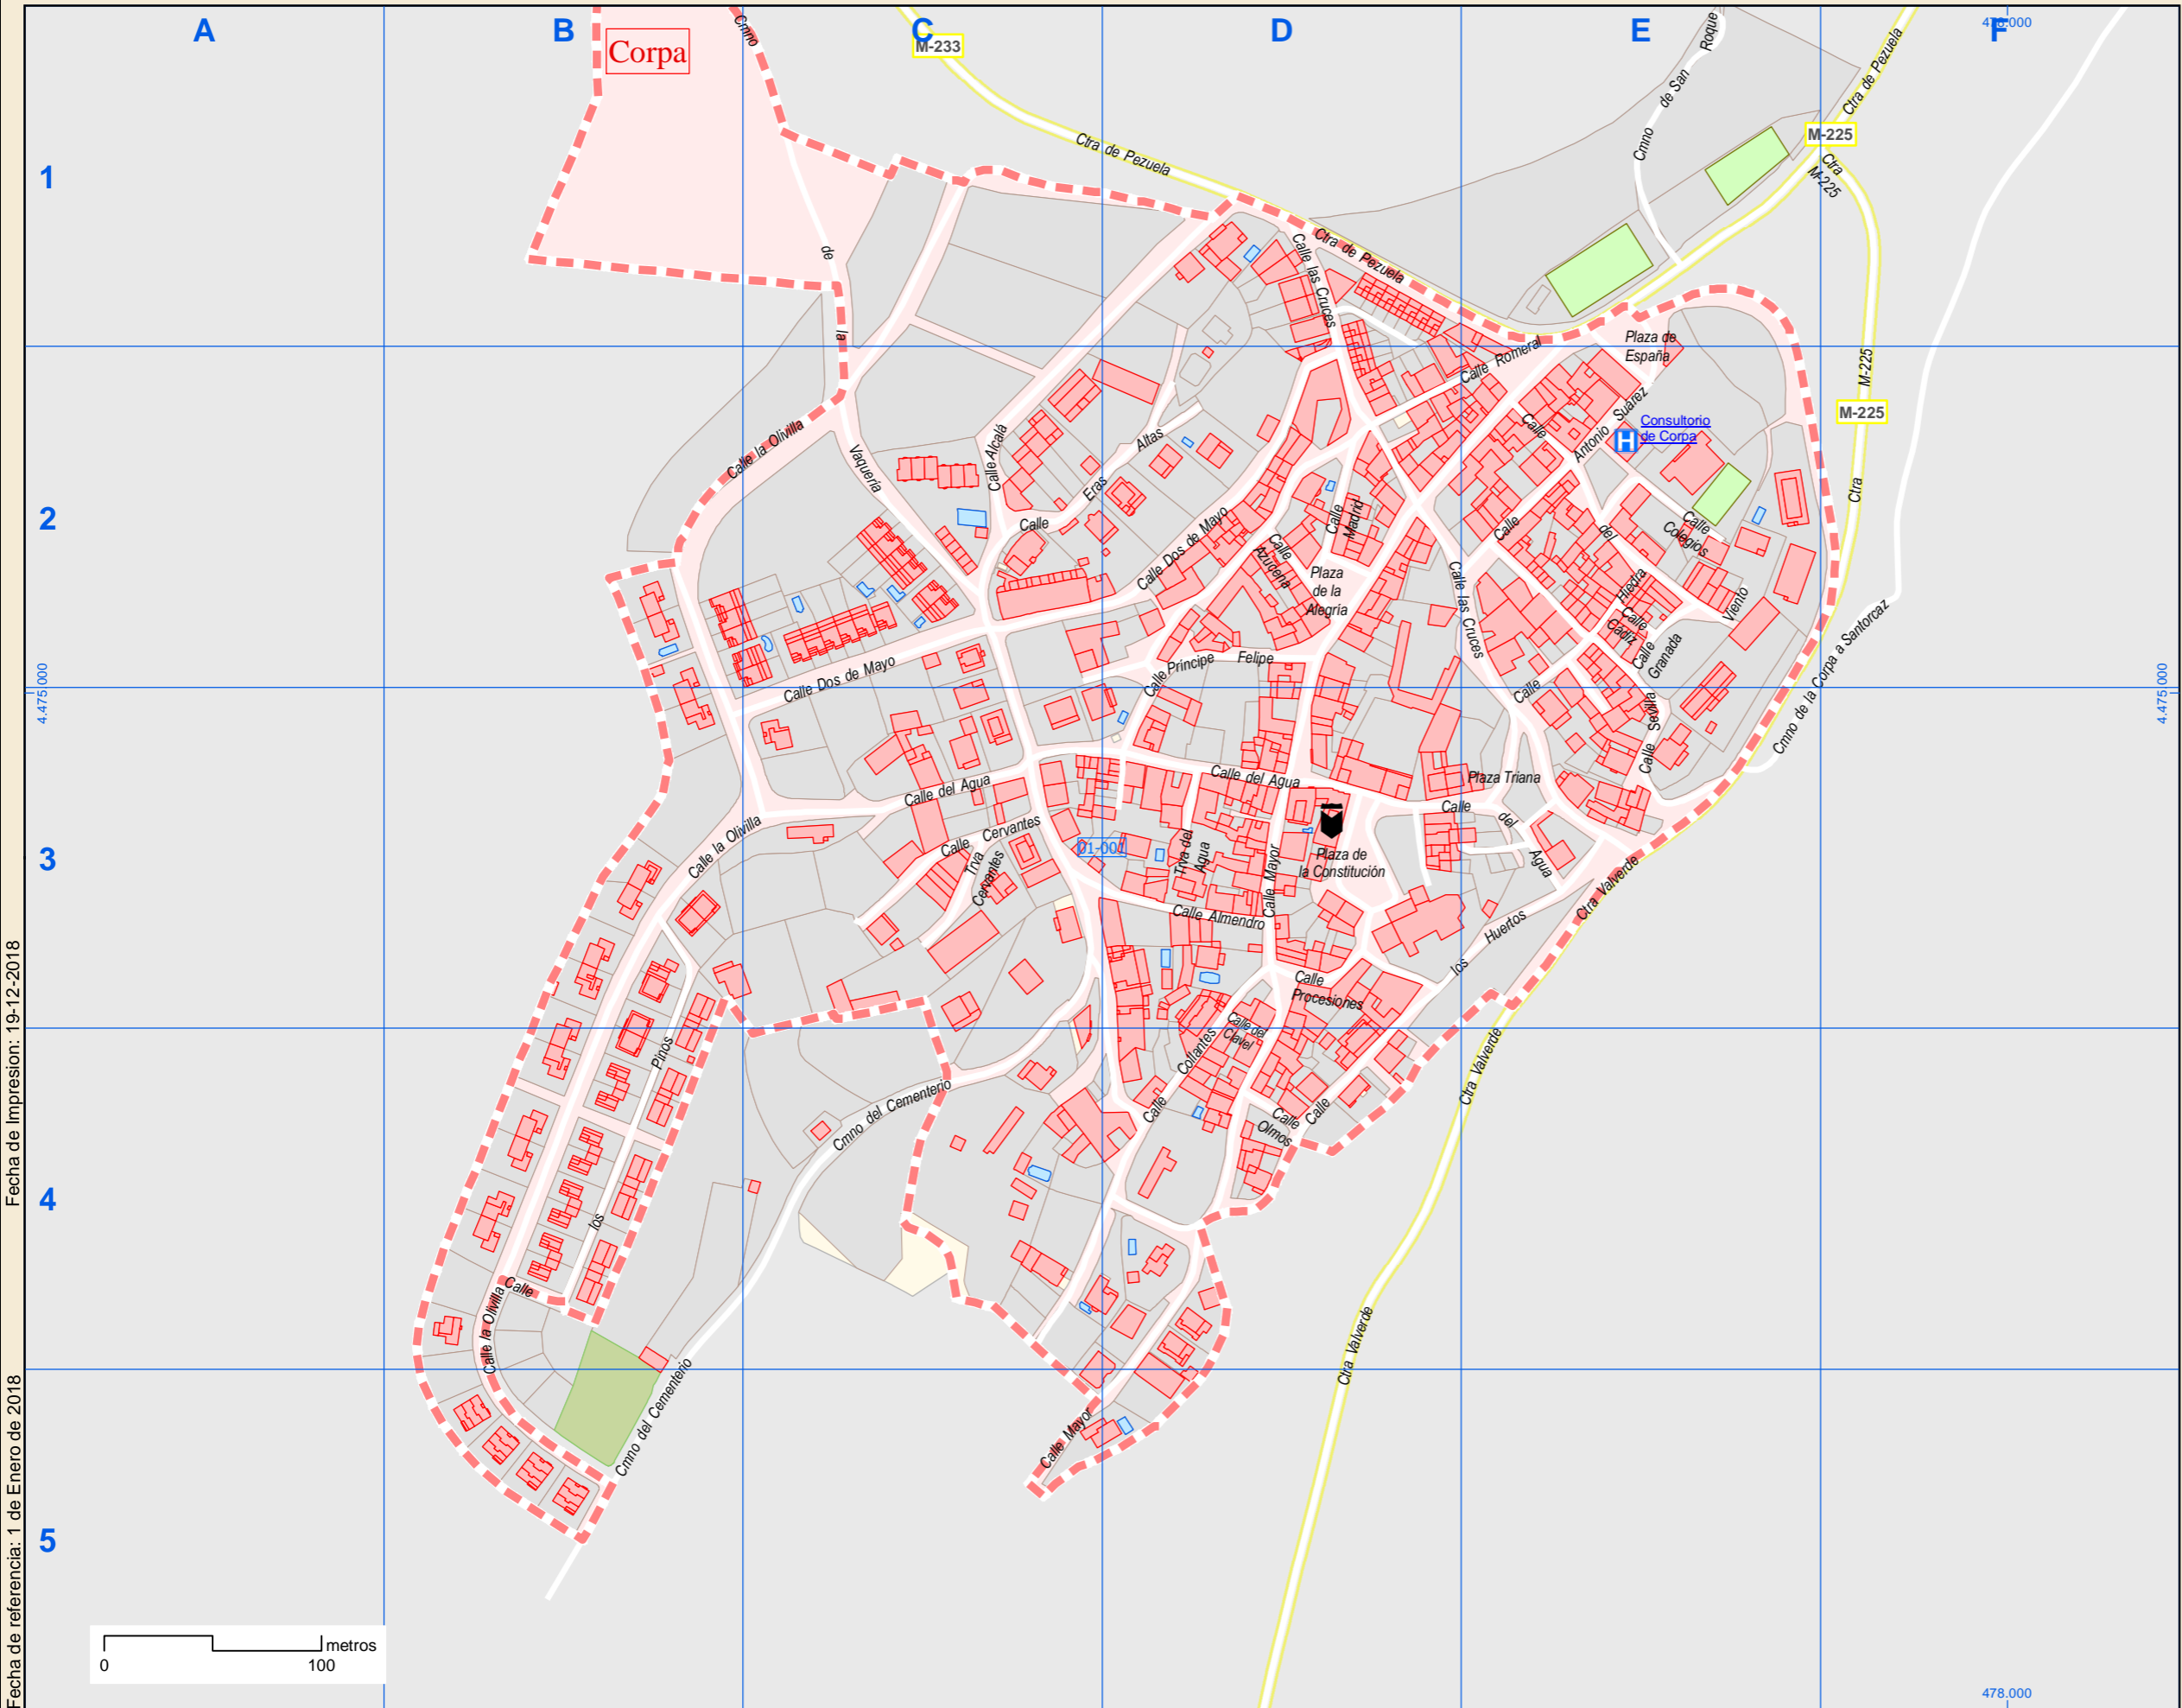 A
B
C
D
E
F
478.000
Corpa
Cmno
de
la
M-233
Ctra de Pezuela
Roque
de San
Cmno
Ctra de Pezuela
M-225
Ctra
M-225
1
Calle las Cruces
Ctra de Pezuela
Plaza de
España
Calle Romeral
M-225
M-225
Ctra
Calle la Olivilla
Vaquería
Calle Alcalá
Altas
Eras
Calle
Calle
Antonio
Suárez
Consultorio
de Corpa
H
2
Calle Dos de Mayo
Calle
Azucena
Calle
Madrid
Plaza
de la
Alegría
Calle
del
Calle
Colegios
Hiedra
Calle
Cádiz
Viento
Calle las Cruces
Calle
Granada
Cmno de la Corpa a Santorcaz
4.475.000
4.475.000
Calle Dos de Mayo
Calle Príncipe
Felipe
Calle
Calle Sevilla
Calle del Agua
Calle del Agua
Plaza Triana
Calle
del
Agua
Calle la Olivilla
Calle
Cervantes
Trva
Cervantes
01-001
Trva del
Agua
Calle Mayor
Plaza de
la Constitución
3
Ctra
Valverde
Calle Almendro
Huertos
los
Calle
Procesiones
Calle del
Clavel
Collantes
Calle
Pinos
los
Calle
Cmno del Cementerio
Calle
Olmos
Calle
Ctra Valverde
4
Calle la Olivilla
Ctra Valverde
Cmno del Cementerio
Calle Mayor
5
metros
0
100
478.000
Fecha de Impresion: 19-12-2018
Fecha de referencia: 1 de Enero de 2018